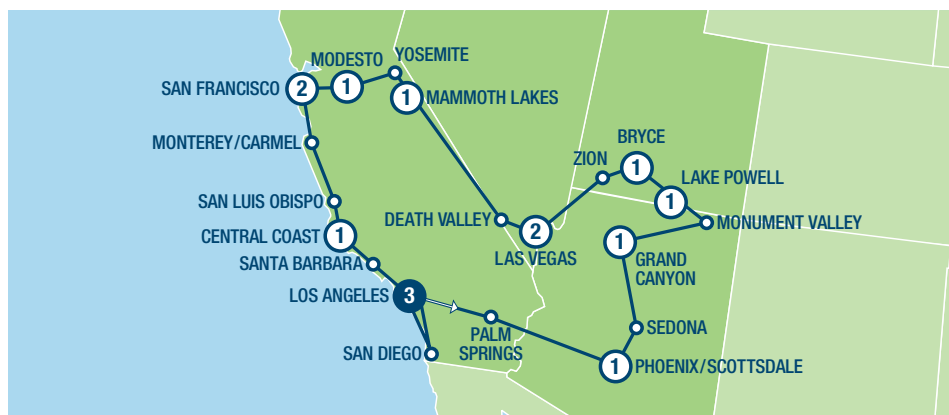 MODESTO
YOSEMITE
SAN FRANCISCO
2
1
1
MAMMOTH LAKES
MONTEREY/CARMEL
BRYCE
ZION
1
LAKE POWELL
1
SAN LUIS OBISPO
DEATH VALLEY
MONUMENT VALLEY
CENTRAL COAST
1
2
LAS VEGAS
1
GRAND
CANYON
SANTA BARBARA
LOS ANGELES
3
PALM
SPRINGS
SEDONA
SAN DIEGO
1
PHOENIX/SCOTTSDALE